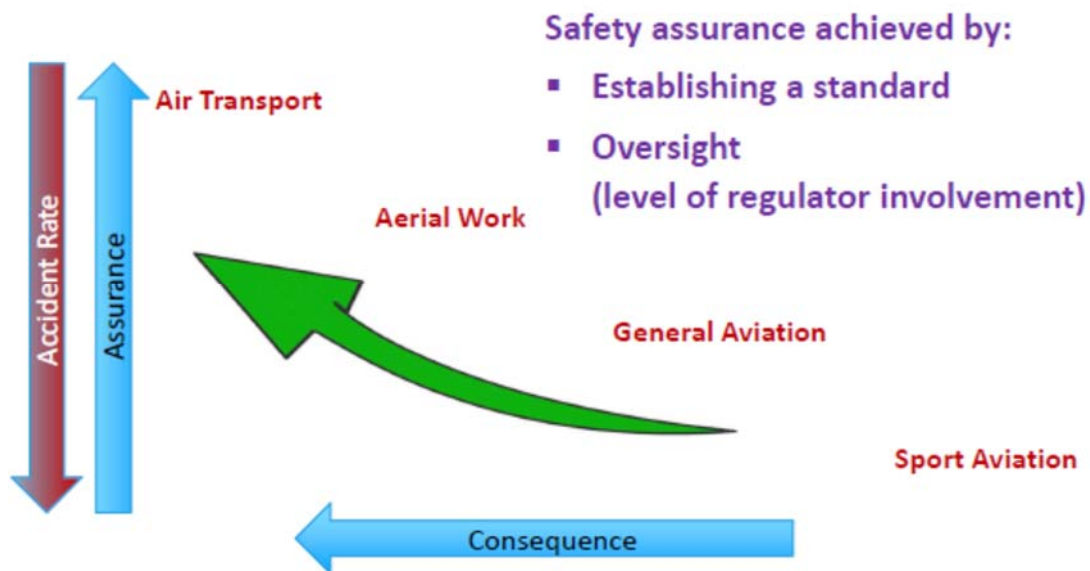 Safety assurance achieved by:
▪ Establishing a standard
▪ Oversight
(level of regulator involvement)
Air Transport
Aerial Work
General Aviation
Sport Aviation
Accident Rate
Assurance
Consequence